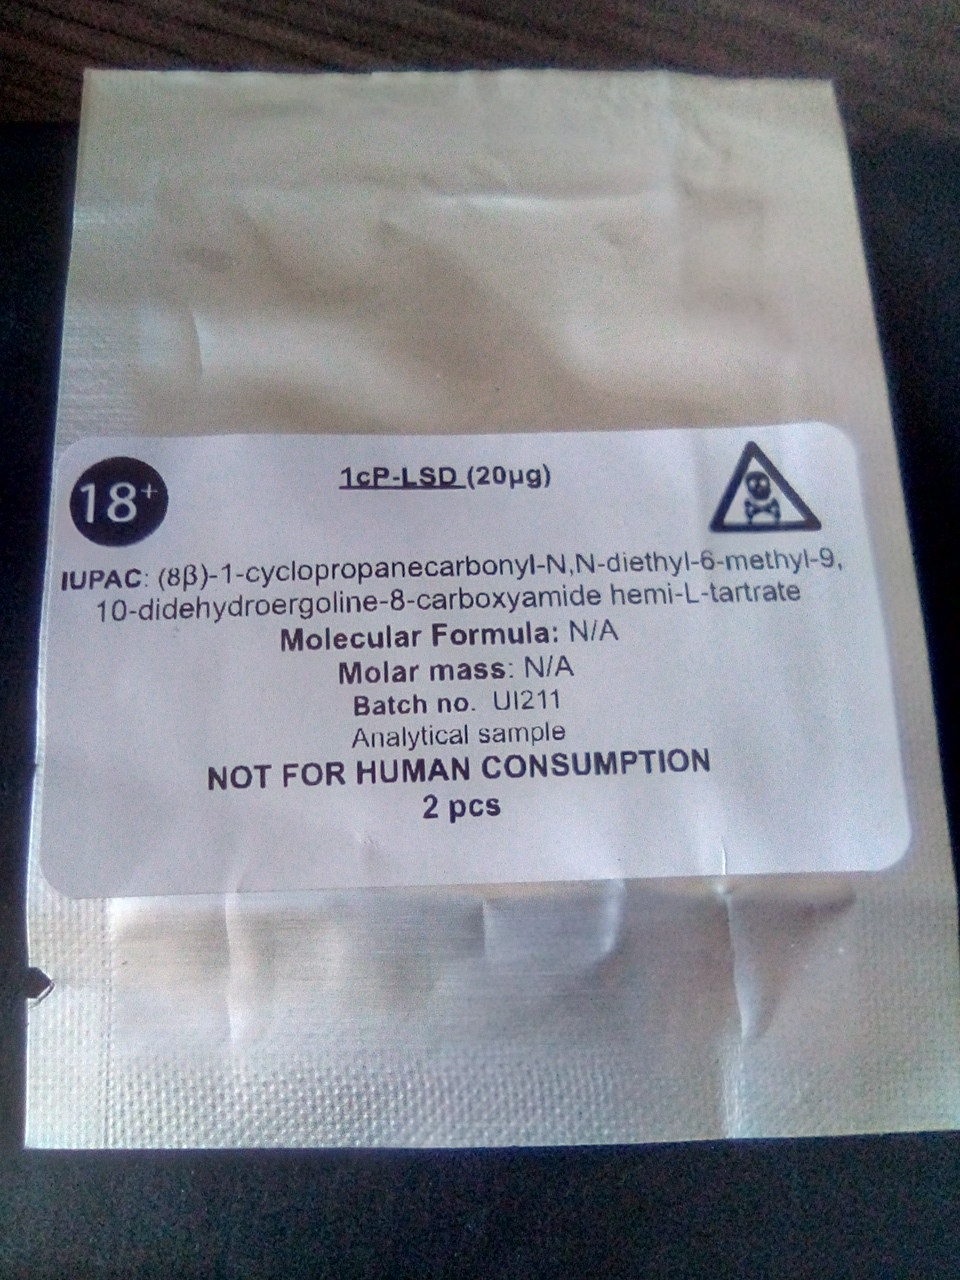 18+
1cP-LSD (20µg)
IUPAC: (8β)-1-cyclopropanecarbonyl-N,N-diethyl-6-methyl-9,
10-didehydroergoline-8-carboxyamide hemi-L-tartrate
Molecular Formula: N/A
Molar mass: N/A
Batch no. UI211
Analytical sample
NOT FOR HUMAN CONSUMPTION
2 pcs